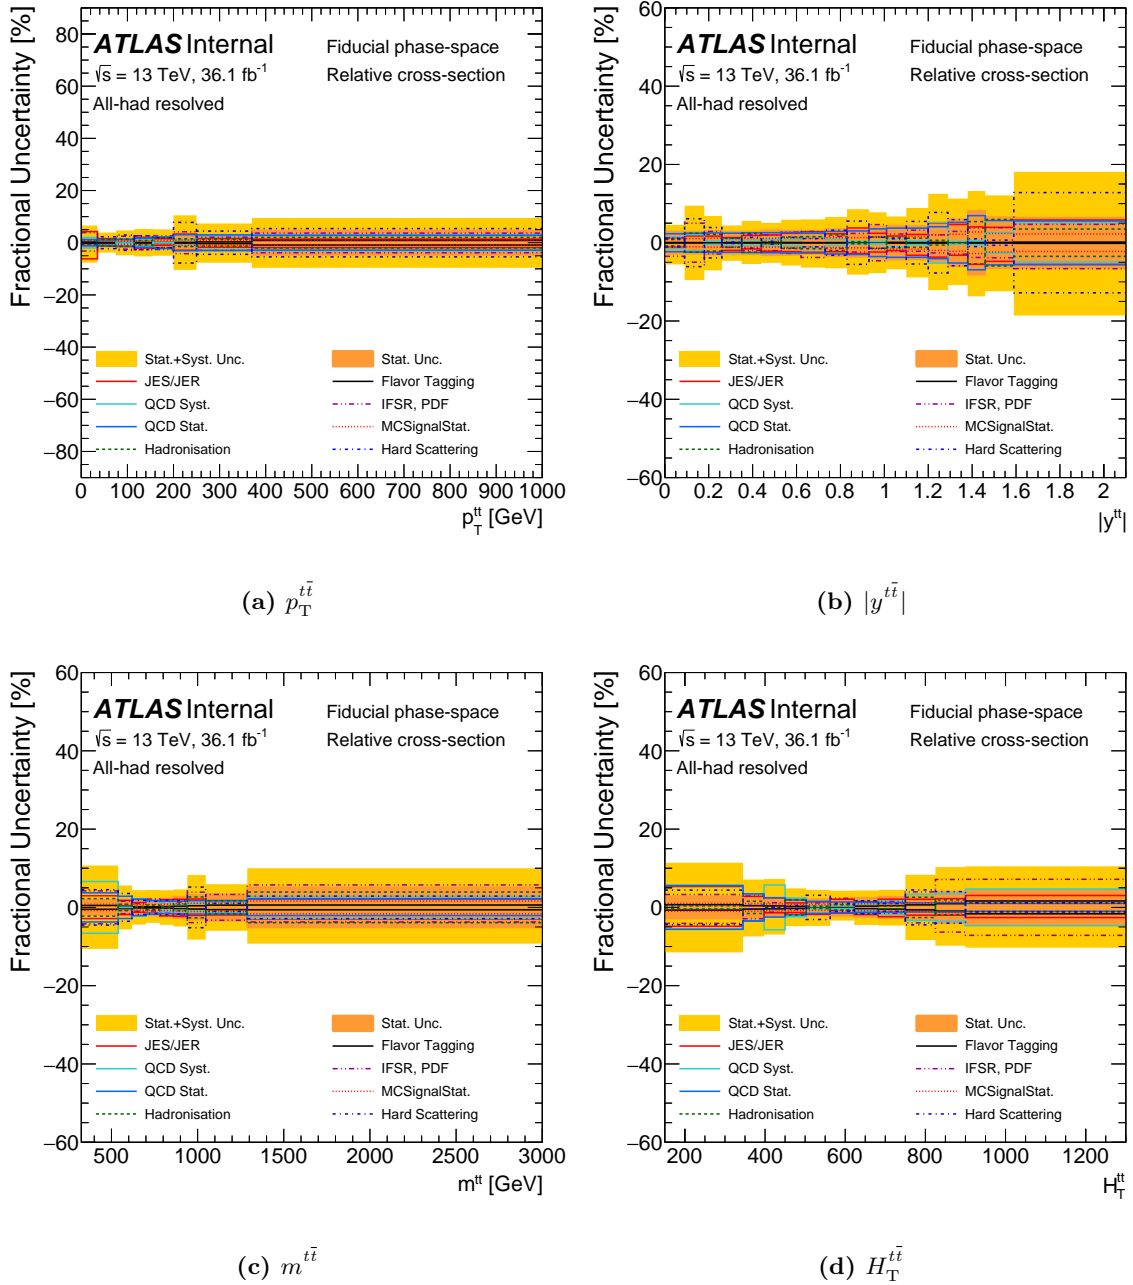 Fractional Uncertainty [%]
80
60
40
20
0
−20
−40
−60
−80
ATLAS Internal
√s = 13 TeV, 36.1 fb⁻¹
All-had resolved
Fiducial phase-space
Relative cross-section
Stat.+Syst. Unc.
Stat. Unc.
JES/JER
Flavor Tagging
QCD Syst.
IFSR, PDF
QCD Stat.
MCSignalStat.
Hadronisation
Hard Scattering
0 100 200 300 400 500 600 700 800 900 1000
p_T^tt [GeV]
(a) p_T^{tt̄}
Fractional Uncertainty [%]
60
40
20
0
−20
−40
−60
ATLAS Internal
√s = 13 TeV, 36.1 fb⁻¹
All-had resolved
Fiducial phase-space
Relative cross-section
Stat.+Syst. Unc.
Stat. Unc.
JES/JER
Flavor Tagging
QCD Syst.
IFSR, PDF
QCD Stat.
MCSignalStat.
Hadronisation
Hard Scattering
0 0.2 0.4 0.6 0.8 1 1.2 1.4 1.6 1.8 2
|y^tt|
(b) |y^{tt̄}|
Fractional Uncertainty [%]
60
40
20
0
−20
−40
−60
ATLAS Internal
√s = 13 TeV, 36.1 fb⁻¹
All-had resolved
Fiducial phase-space
Relative cross-section
Stat.+Syst. Unc.
Stat. Unc.
JES/JER
Flavor Tagging
QCD Syst.
IFSR, PDF
QCD Stat.
MCSignalStat.
Hadronisation
Hard Scattering
500 1000 1500 2000 2500 3000
m^tt [GeV]
(c) m^{tt̄}
Fractional Uncertainty [%]
60
40
20
0
−20
−40
−60
ATLAS Internal
√s = 13 TeV, 36.1 fb⁻¹
All-had resolved
Fiducial phase-space
Relative cross-section
Stat.+Syst. Unc.
Stat. Unc.
JES/JER
Flavor Tagging
QCD Syst.
IFSR, PDF
QCD Stat.
MCSignalStat.
Hadronisation
Hard Scattering
200 400 600 800 1000 1200
H_T^tt
(d) H_T^{tt̄}